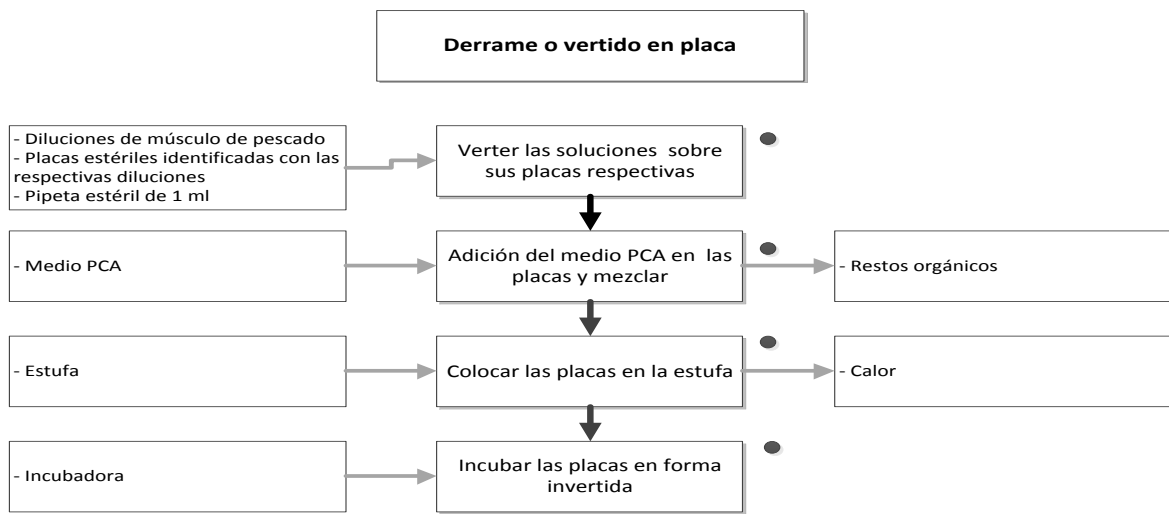 Derrame o vertido en placa
- Diluciones de músculo de pescado
- Placas estériles identificadas con las
respectivas diluciones
- Pipeta estéril de 1 ml
Verter las soluciones sobre
sus placas respectivas
- Medio PCA
Adición del medio PCA en las
placas y mezclar
- Restos orgánicos
- Estufa
Colocar las placas en la estufa
- Calor
- Incubadora
Incubar las placas en forma
invertida